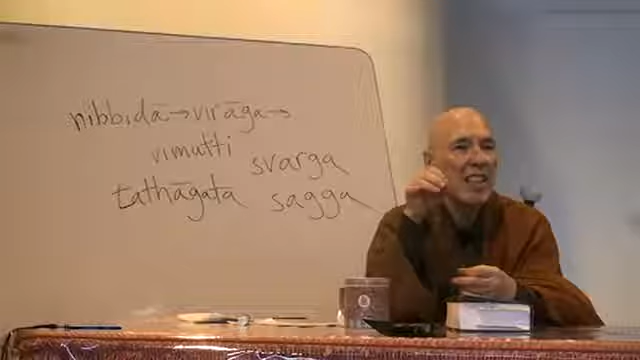 nibbidā→virāga→
vimutti
svarga
tathāgata
sagga